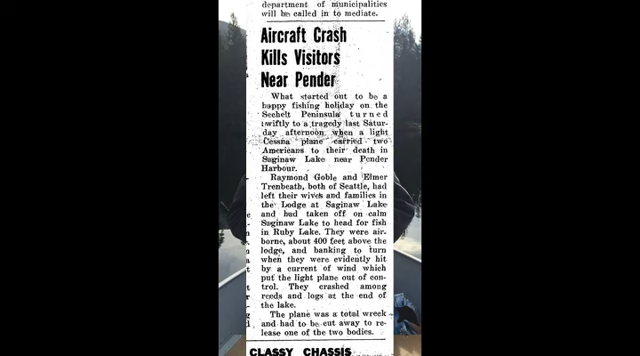 department of municipalities
will be called in to mediate.
Aircraft Crash
Kills Visitors
Near Pender
What started out to be a
happy fishing holiday on the
Sechelt Peninsula turned
swiftly to a tragedy last Satur-
day afternoon when a light
Cessna plane carried two
Americans to their death in
Saginaw Lake near Pender
Harbour.
Raymond Goble and Elmer
Trenbeath, both of Seattle, had
left their wives and families in
the Lodge at Saginaw Lake
and had taken off on calm
Saginaw Lake to head for fish
in Ruby Lake. They were air-
borne, about 400 feet above the
lodge, and banking to turn
when they were evidently hit
by a current of wind which
put the light plane out of con-
trol. They crashed among
reeds and logs at the end of
the lake.
The plane was a total wreck
and had to be cut away to re-
lease one of the two bodies.
CLASSY CHASSIS